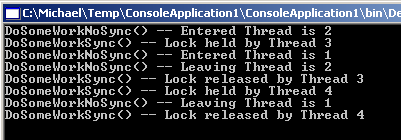 C:\Michael\Temp\ConsoleApplication1\ConsoleApplication1\bin\De
DoSomeWorkNoSync() -- Entered Thread is 2
DoSomeWorkSync() -- Lock held by Thread 3
DoSomeWorkNoSync() -- Entered Thread is 1
DoSomeWorkNoSync() -- Leaving Thread is 2
DoSomeWorkSync() -- Lock released by Thread 3
DoSomeWorkSync() -- Lock held by Thread 4
DoSomeWorkNoSync() -- Leaving Thread is 1
DoSomeWorkSync() -- Lock released by Thread 4